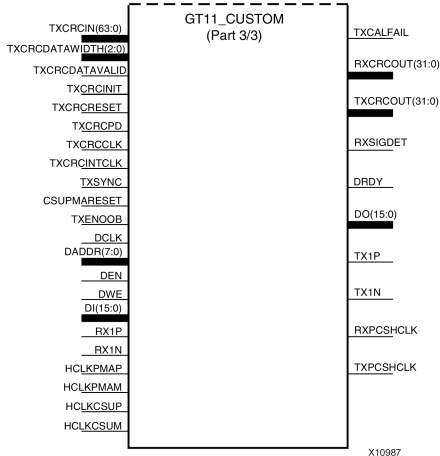 GT11_CUSTOM
(Part 3/3)
TXCRCIN(63:0)
TXCRCDATAWIDTH(2:0)
TXCRCDATAVALID
TXCRCINIT
TXCRCRESET
TXCRCPD
TXCRCCLK
TXCRCINTCLK
TXSYNC
CSUPMARESET
TXENOOB
DCLK
DADDR(7:0)
DEN
DWE
DI(15:0)
RX1P
RX1N
HCLKPMAP
HCLKPMAM
HCLKCSUP
HCLKCSUM
TXCALFAIL
RXCRCOUT(31:0)
TXCRCOUT(31:0)
RXSIGDET
DRDY
DO(15:0)
TX1P
TX1N
RXPCSHCLK
TXPCSHCLK
X10987